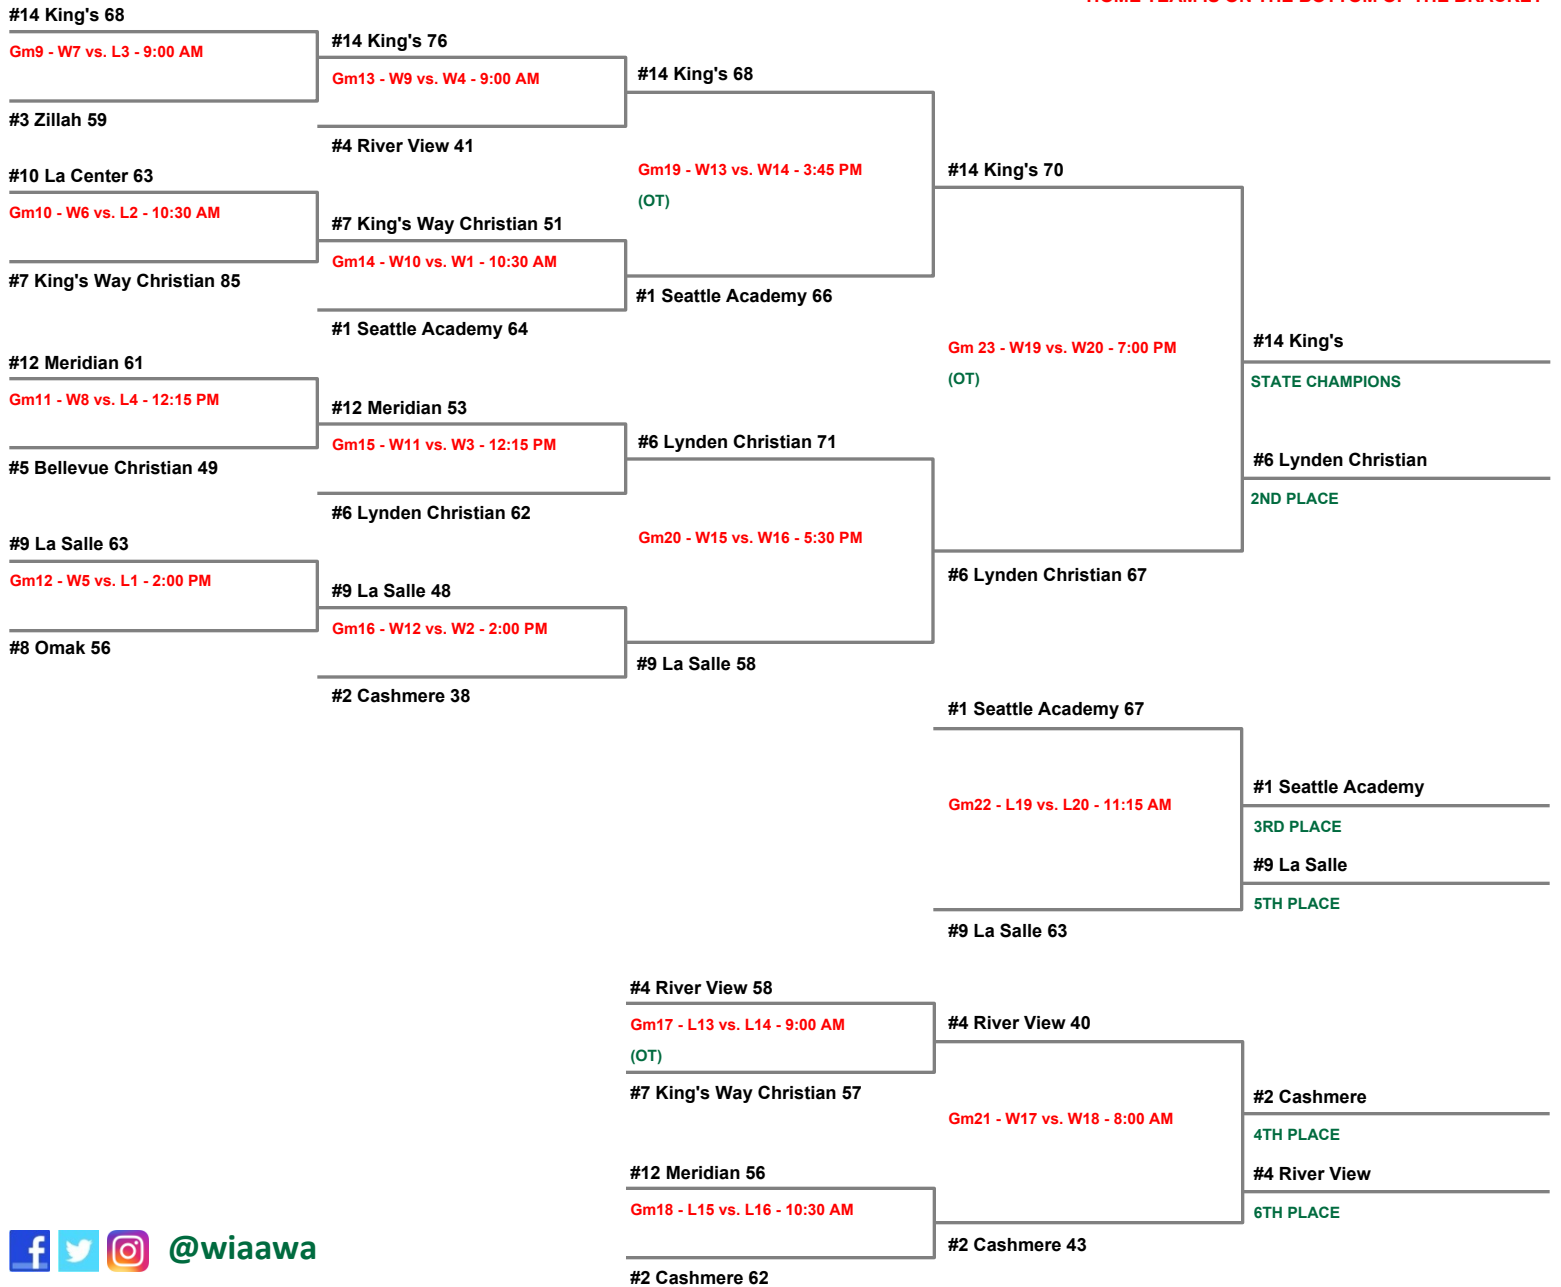 HOME TEAM IS ON THE BOTTOM OF THE BRACKET
#14 King's 68
Gm9 - W7 vs. L3 - 9:00 AM
#3 Zillah 59
#10 La Center 63
Gm10 - W6 vs. L2 - 10:30 AM
#7 King's Way Christian 85
#12 Meridian 61
Gm11 - W8 vs. L4 - 12:15 PM
#5 Bellevue Christian 49
#9 La Salle 63
Gm12 - W5 vs. L1 - 2:00 PM
#8 Omak 56
#14 King's 76
Gm13 - W9 vs. W4 - 9:00 AM
#4 River View 41
#7 King's Way Christian 51
Gm14 - W10 vs. W1 - 10:30 AM
#1 Seattle Academy 64
#12 Meridian 53
Gm15 - W11 vs. W3 - 12:15 PM
#6 Lynden Christian 62
#9 La Salle 48
Gm16 - W12 vs. W2 - 2:00 PM
#2 Cashmere 38
#14 King's 68
Gm19 - W13 vs. W14 - 3:45 PM
(OT)
#1 Seattle Academy 66
#6 Lynden Christian 71
Gm20 - W15 vs. W16 - 5:30 PM
#9 La Salle 58
#14 King's 70
Gm 23 - W19 vs. W20 - 7:00 PM
(OT)
#6 Lynden Christian 67
#14 King's
STATE CHAMPIONS
#6 Lynden Christian
2ND PLACE
#1 Seattle Academy 67
Gm22 - L19 vs. L20 - 11:15 AM
#9 La Salle 63
#1 Seattle Academy
3RD PLACE
#9 La Salle
5TH PLACE
#4 River View 58
Gm17 - L13 vs. L14 - 9:00 AM
(OT)
#7 King's Way Christian 57
#12 Meridian 56
Gm18 - L15 vs. L16 - 10:30 AM
#2 Cashmere 62
#4 River View 40
Gm21 - W17 vs. W18 - 8:00 AM
#2 Cashmere 43
#2 Cashmere
4TH PLACE
#4 River View
6TH PLACE
@wiaawa